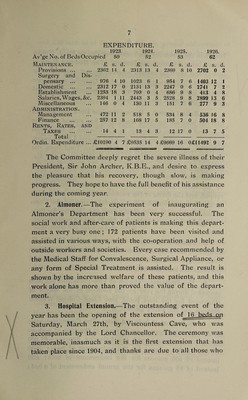 7
EXPENDITURE.
1923. 1924. 1925. 1926.
Av'ge No. of Beds Occupied 50 52 51 62
MAINTENANCE. £ s. d. £ s. d. £ s. d. £ s. d.
Surgery and Dis-
Domestic ... ...
Establishment ...
Salaries, Wages, &c.
Miscellaneous
ADMINISTRATION.
Management ...
Finance ... ...
RENTS, RATES, AND
TAXES ... ...
Total
The Committee deeply regret the severe illness of their
President, Sir John Archer, K.B.E., and desire to express
the pleasure that his recovery, though slow, is making
progress. They hope to have the full benefit of his assistance
during the coming year.
2. Almoner.—The experiment of inaugurating an
Almoner's Department has been very successful. The
social work and after-care of patients is making this depart-
ment a very busy one; 172 patients have been visited and
assisted in various ways, with the co-operation and help of
outside workers and societies. Every case recommended by
the Medical Staff for Convalescence, Surgical Appliance, or
any form of Special Treatment is assisted. The result is
shown by the increased welfare of these patients, and this
work alone has more than proved the value of the depart-
ment.
3. Hospital Extension.—The outstanding event of the
year has been the opening of the extension of 16 beds on
Saturday, March 27th, by Viscountess Cave, who was
accompanied by the Lord Chancellor. The ceremony was
memorable, inasmuch as it is the first extension that has
taken place since 1904, and thanks are due to all those who